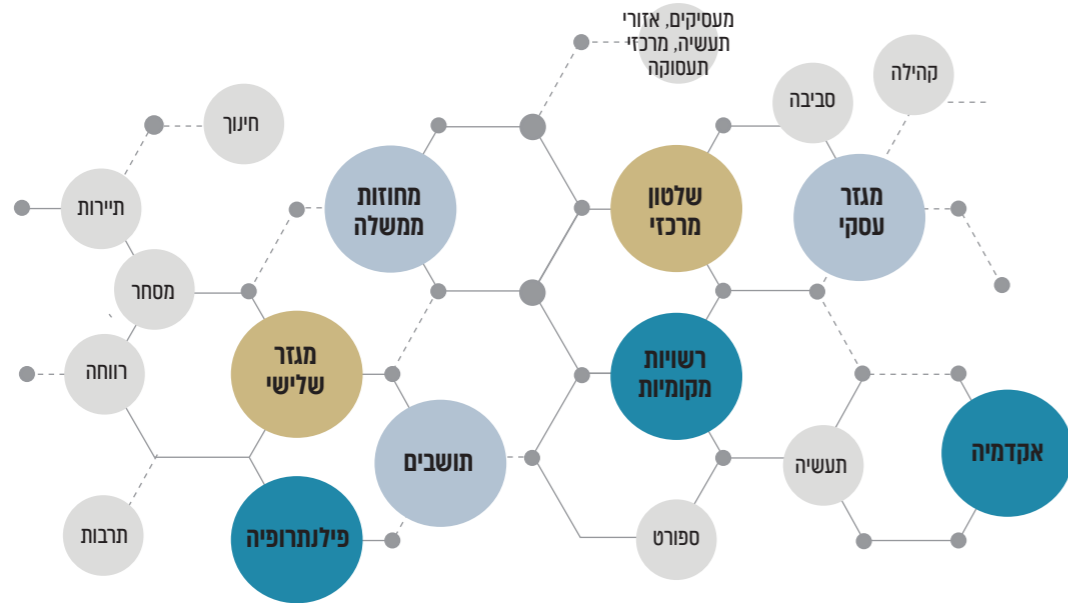 מעסיקים, אזורי
תעשיה, מרכזי
תעסוקה
קהילה
סביבה
חינוך
מגזר
עסקי
שלטון
מרכזי
מחוזות
ממשלה
תיירות
מסחר
רשויות
מקומיות
מגזר
שלישי
רווחה
אקדמיה
תעשיה
תושבים
ספורט
פילנתרופיה
תרבות